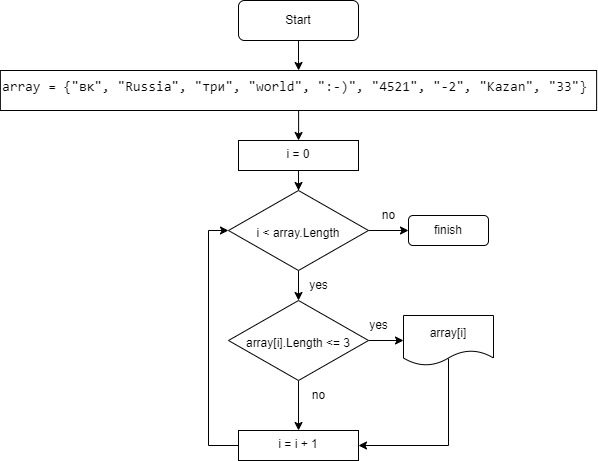 Start
array = {"вк", "Russia", "три", "world", ":-)", "4521", "-2", "Kazan", "33"}
i = 0
i < array.Length
no
finish
yes
array[i].Length <= 3
yes
array[i]
no
i = i + 1